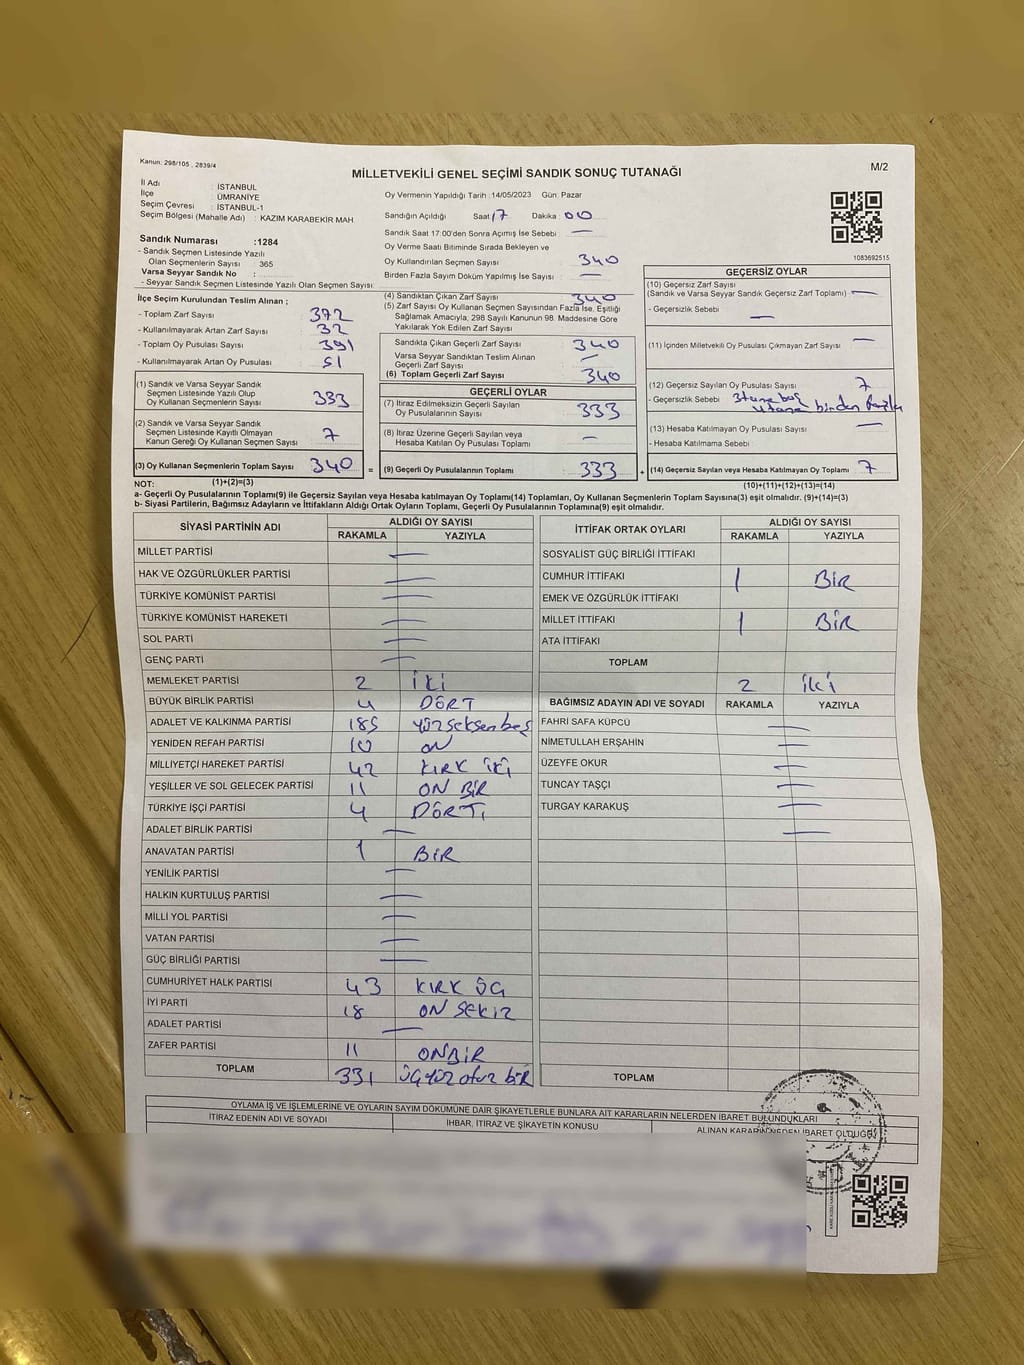 Kanun: 298/105 , 2839/4
MİLLETVEKİLİ GENEL SEÇİMİ SANDIK SONUÇ TUTANAĞI
M/2
İl Adı : İSTANBUL
İlçe : ÜMRANİYE
Seçim Çevresi : İSTANBUL-1
Seçim Bölgesi (Mahalle Adı) : KAZIM KARABEKİR MAH.
Oy Vermenin Yapıldığı Tarih :14/05/2023 Gün: Pazar
Sandığın Açıldığı Saat 17 Dakika : 00
Sandık Saat 17:00'den Sonra Açımış İse Sebebi : —
Oy Verme Saati Bitiminde Sırada Bekleyen ve
Oy Kullandırılan Seçmen Sayısı 340
Birden Fazla Sayım Döküm Yapılmış İse Sayısı —
1083692515
Sandık Numarası :1284
- Sandık Seçmen Listesinde Yazılı
Olan Seçmenlerin Sayısı : 365
Varsa Seyyar Sandık No :
- Seyyar Sandık Seçmen Listesinde Yazılı Olan Seçmen Sayısı:
İlçe Seçim Kurulundan Teslim Alınan ;
- Toplam Zarf Sayısı 372
- Kullanılmayarak Artan Zarf Sayısı 32
- Toplam Oy Pusulası Sayısı 391
- Kullanılmayarak Artan Oy Pusulası 51
(1) Sandık ve Varsa Seyyar Sandık
Seçmen Listesinde Yazılı Olup
Oy Kullanan Seçmenlerin Sayısı 333
(2) Sandık ve Varsa Seyyar Sandık
Seçmen Listesinde Kayıtlı Olmayan
Kanun Gereği Oy Kullanan Seçmen Sayısı 7
(3) Oy Kullanan Seçmenlerin Toplam Sayısı 340 =
(4) Sandıktan Çıkan Zarf Sayısı 340
(5) Zarf Sayısı Oy Kullanan Seçmen Sayısından Fazla İse, Eşitliği
Sağlamak Amacıyla, 298 Sayılı Kanunun 98. Maddesine Göre
Yakılarak Yok Edilen Zarf Sayısı
Sandıkta Çıkan Geçerli Zarf Sayısı 340
Varsa Seyyar Sandıktan Teslim Alınan
Geçerli Zarf Sayısı —
(6) Toplam Geçerli Zarf Sayısı 340
GEÇERLİ OYLAR
(7) İtiraz Edilmeksizin Geçerli Sayılan
Oy Pusulalarının Sayısı 333
(8) İtiraz Üzerine Geçerli Sayılan veya
Hesaba Katılan Oy Pusulası Toplamı —
(9) Geçerli Oy Pusulalarının Toplamı 333 +
GEÇERSİZ OYLAR
(10) Geçersiz Zarf Sayısı
(Sandık ve Varsa Seyyar Sandık Geçersiz Zarf Toplamı) —
- Geçersizlik Sebebi —
(11) İçinden Milletvekili Oy Pusulası Çıkmayan Zarf Sayısı —
(12) Geçersiz Sayılan Oy Pusulası Sayısı 7
- Geçersizlik Sebebi 3 tane boş
4 tane birden fazla
(13) Hesaba Katılmayan Oy Pusulası Sayısı —
- Hesaba Katılmama Sebebi
(14) Geçersiz Sayılan veya Hesaba Katılmayan Oy Toplamı 7
NOT: (1)+(2)=(3) (10)+(11)+(12)+(13)=(14)
a- Geçerli Oy Pusulalarının Toplamı(9) ile Geçersiz Sayılan veya Hesaba katılmayan Oy Toplam(14) Toplamları, Oy Kullanan Seçmenlerin Toplam Sayısına(3) eşit olmalıdır. (9)+(14)=(3)
b- Siyasi Partilerin, Bağımsız Adayların ve İttifakların Aldığı Ortak Oyların Toplamı, Geçerli Oy Pusulalarının Toplamına(9) eşit olmalıdır.
SİYASİ PARTİNİN ADI ALDIĞI OY SAYISI
RAKAMLA YAZIYLA
MİLLET PARTİSİ —
HAK VE ÖZGÜRLÜKLER PARTİSİ —
TÜRKİYE KOMÜNİST PARTİSİ —
TÜRKİYE KOMÜNİST HAREKETİ —
SOL PARTİ —
GENÇ PARTİ —
MEMLEKET PARTİSİ 2 iki
BÜYÜK BİRLİK PARTİSİ 4 DÖRT
ADALET VE KALKINMA PARTİSİ 185 yüzseksenbeş
YENİDEN REFAH PARTİSİ 10 ON
MİLLİYETÇİ HAREKET PARTİSİ 42 KIRK İKİ
YEŞİLLER VE SOL GELECEK PARTİSİ 11 ON BİR
TÜRKİYE İŞÇİ PARTİSİ 4 DÖRT
ADALET BİRLİK PARTİSİ —
ANAVATAN PARTİSİ 1 BİR
YENİLİK PARTİSİ —
HALKIN KURTULUŞ PARTİSİ —
MİLLİ YOL PARTİSİ —
VATAN PARTİSİ —
GÜÇ BİRLİĞİ PARTİSİ —
CUMHURİYET HALK PARTİSİ 43 KIRK ÜÇ
İYİ PARTİ 18 ON SEKİZ
ADALET PARTİSİ —
ZAFER PARTİSİ 11 ONBİR
TOPLAM 331 üçyüz otuz bir
İTTİFAK ORTAK OYLARI ALDIĞI OY SAYISI
RAKAMLA YAZIYLA
SOSYALİST GÜÇ BİRLİĞİ İTTİFAKI
CUMHUR İTTİFAKI 1 BİR
EMEK VE ÖZGÜRLÜK İTTİFAKI
MİLLET İTTİFAKI 1 BİR
ATA İTTİFAKI
TOPLAM 2 iki
BAĞIMSIZ ADAYIN ADI VE SOYADI RAKAMLA YAZIYLA
FAHRİ SAFA KÜPCÜ —
NİMETULLAH ERŞAHİN —
ÜZEYFE OKUR —
TUNCAY TAŞÇI —
TURGAY KARAKUŞ —
—
TOPLAM
OYLAMA İŞ VE İŞLEMLERİNE VE OYLARIN SAYIM DÖKÜMÜNE DAİR ŞİKAYETLERLE BUNLARA AİT KARARLARIN NELERDEN İBARET BULUNDUKLARI
İTİRAZ EDENİN ADI VE SOYADI İHBAR, İTİRAZ VE ŞİKAYETİN KONUSU ALINAN KARARIN NEDEN İBARET OLDUĞU